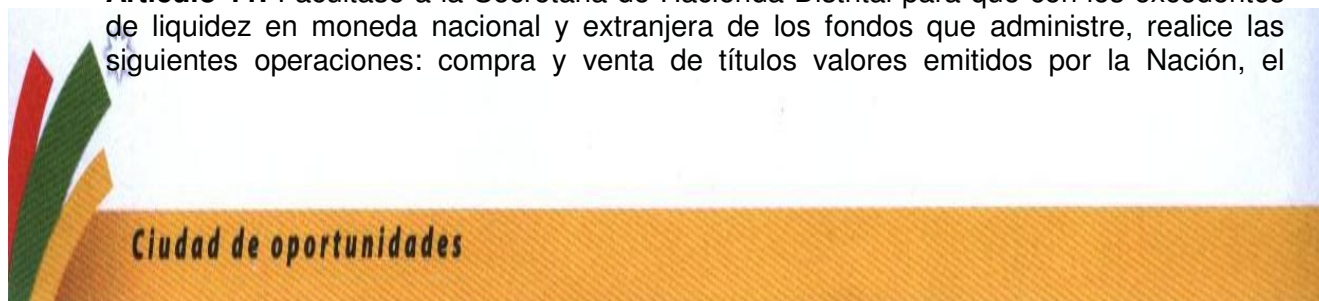 de liquidez en moneda nacional y extranjera de los fondos que administre, realice las
siguientes operaciones: compra y venta de títulos valores emitidos por la Nación, el
Ciudad de oportunidades